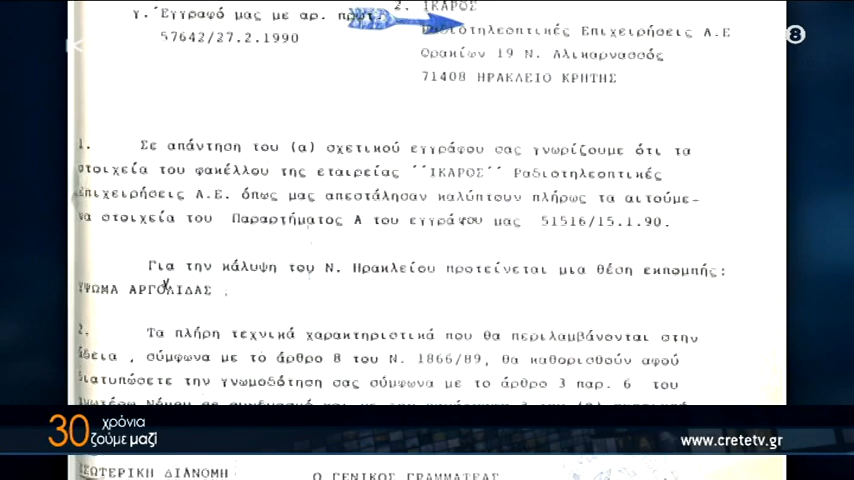 2. ΙΚΑΡΟΣ
γ. Έγγραφό μας με αρ. πρωτ.
Ραδιοτηλεοπτικές Επιχειρήσεις Α.Ε
57642/27.2.1990
Θρακίων 19 Ν. Αλικαρνασσός
71408 ΗΡΑΚΛΕΙΟ ΚΡΗΤΗΣ
8
1. Σε απάντηση του (α) σχετικού εγγράφου σας γνωρίζουμε ότι τα
στοιχεία του φακέλλου της εταιρείας ΄΄ΙΚΑΡΟΣ΄΄ Ραδιοτηλεοπτικές
Επιχειρήσεις Α.Ε. όπως μας απεστάλησαν καλύπτουν πλήρως τα αιτούμε-
να στοιχεία του Παραρτήματος Α του εγγράφου μας 51516/15.1.90.
Για την κάλυψη του Ν. Ηρακλείου προτείνεται μια θέση εκπομπής:
ΥΨΩΜΑ ΑΡΓΟΛΙΔΑΣ .
2. Τα πλήρη τεχνικά χαρακτηριστικά που θα περιλαμβάνονται στην
άδεια , σύμφωνα με το άρθρο 8 του Ν. 1866/89, θα καθορισθούν αφού
διατυπώσετε την γνωμοδότηση σας σύμφωνα με το άρθρο 3 παρ. 6 του
30 χρόνια
ζούμε μαζί
www.cretetv.gr
ΕΣΩΤΕΡΙΚΗ ΔΙΑΝΟΜΗ
Ο ΓΕΝΙΚΟΣ ΓΡΑΜΜΑΤΕΑΣ